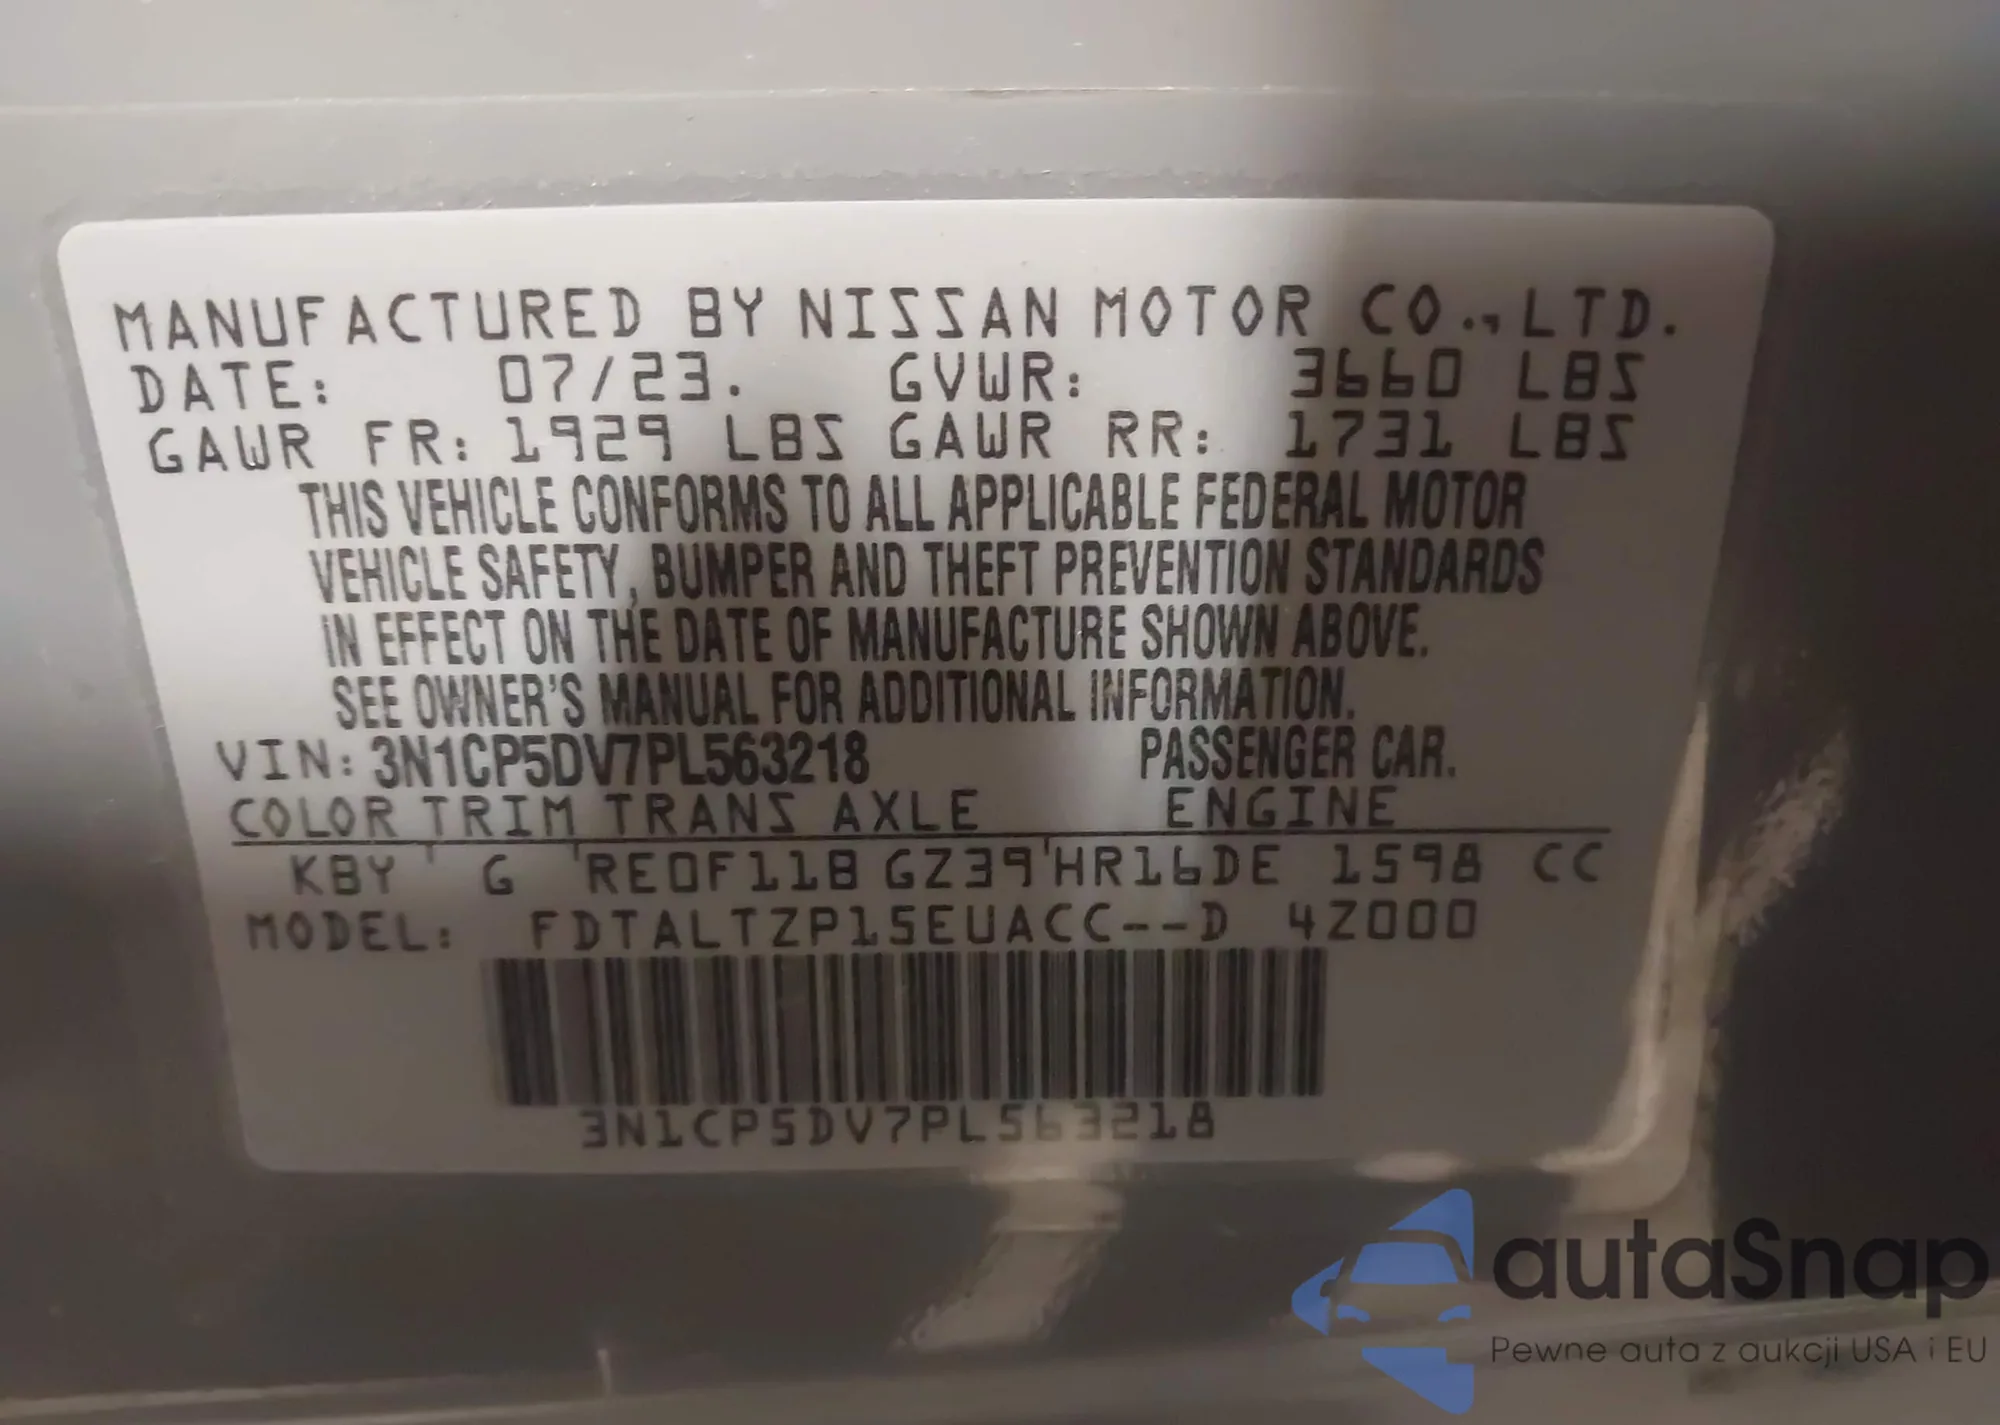 MANUFACTURED BY NISSAN MOTOR CO., LTD.
DATE: 07/23. GVWR: 3660 LBS
GAWR FR: 1929 LBS GAWR RR: 1731 LBS
THIS VEHICLE CONFORMS TO ALL APPLICABLE FEDERAL MOTOR
VEHICLE SAFETY, BUMPER AND THEFT PREVENTION STANDARDS
IN EFFECT ON THE DATE OF MANUFACTURE SHOWN ABOVE.
SEE OWNER'S MANUAL FOR ADDITIONAL INFORMATION.
VIN: 3N1CP5DV7PL563218 PASSENGER CAR.
COLOR TRIM TRANS AXLE ENGINE
KBY G RE0F11B GZ39 HR16DE 1598 CC
MODEL: FDTALTZP15EUACC--D 4Z000
3N1CP5DV7PL563218
autaSnap
Pewne auta z aukcji USA i EU